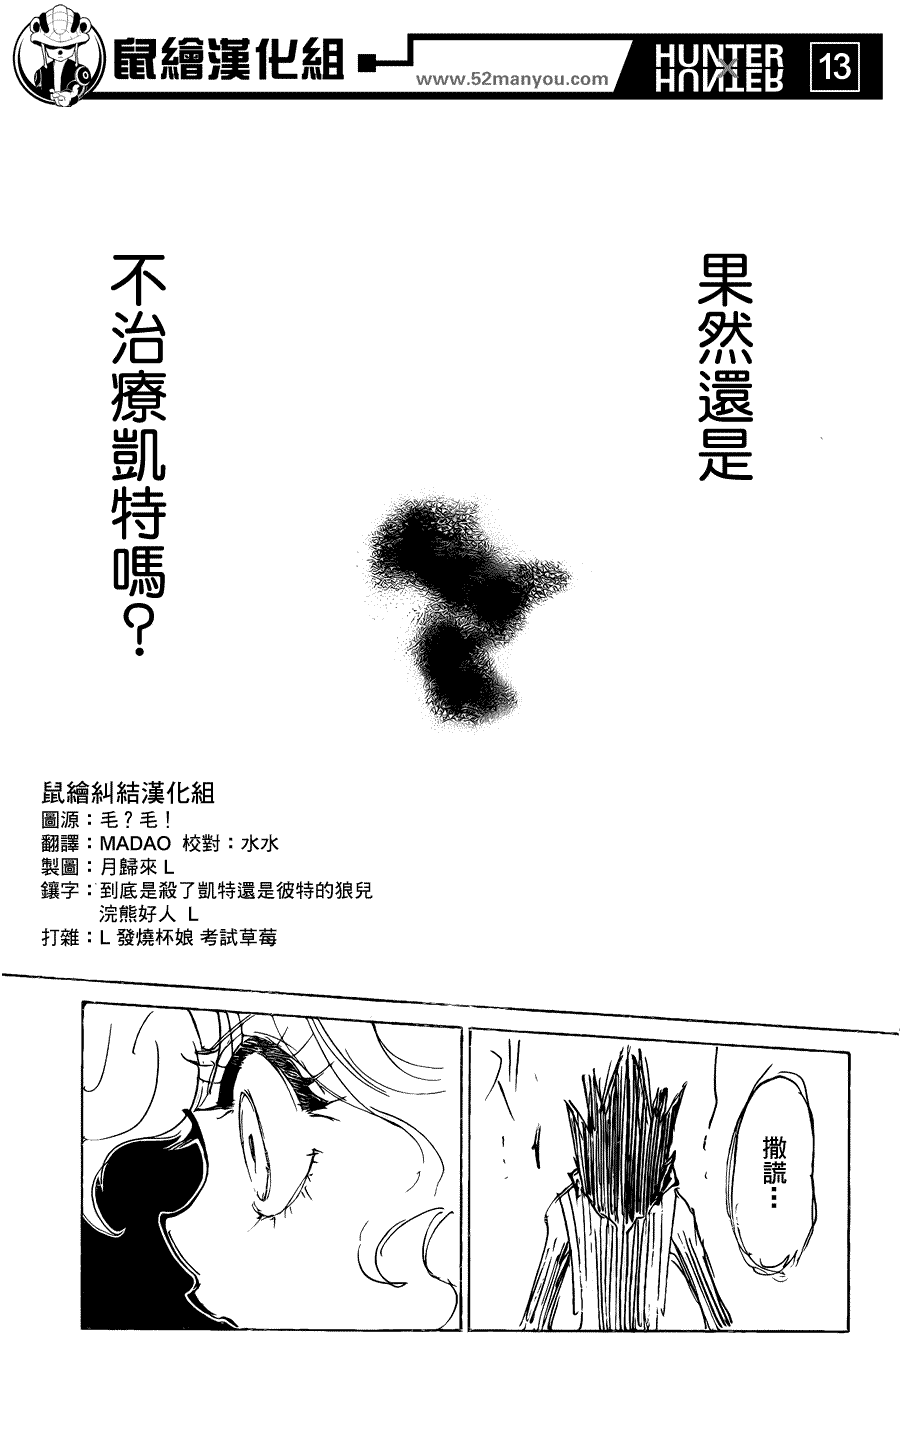 鼠繪漢化組
www.52manyou.com
HUNTER
HUNTER
13
果然還是
不治療凱特嗎？
鼠繪糾結漢化組
圖源：毛？毛！
翻譯：MADAO 校對：水水
製圖：月歸來 L
鑲字：到底是殺了凱特還是彼特的狼兒
浣熊好人 L
打雜：L 發燒杯娘 考試草莓
撒謊…